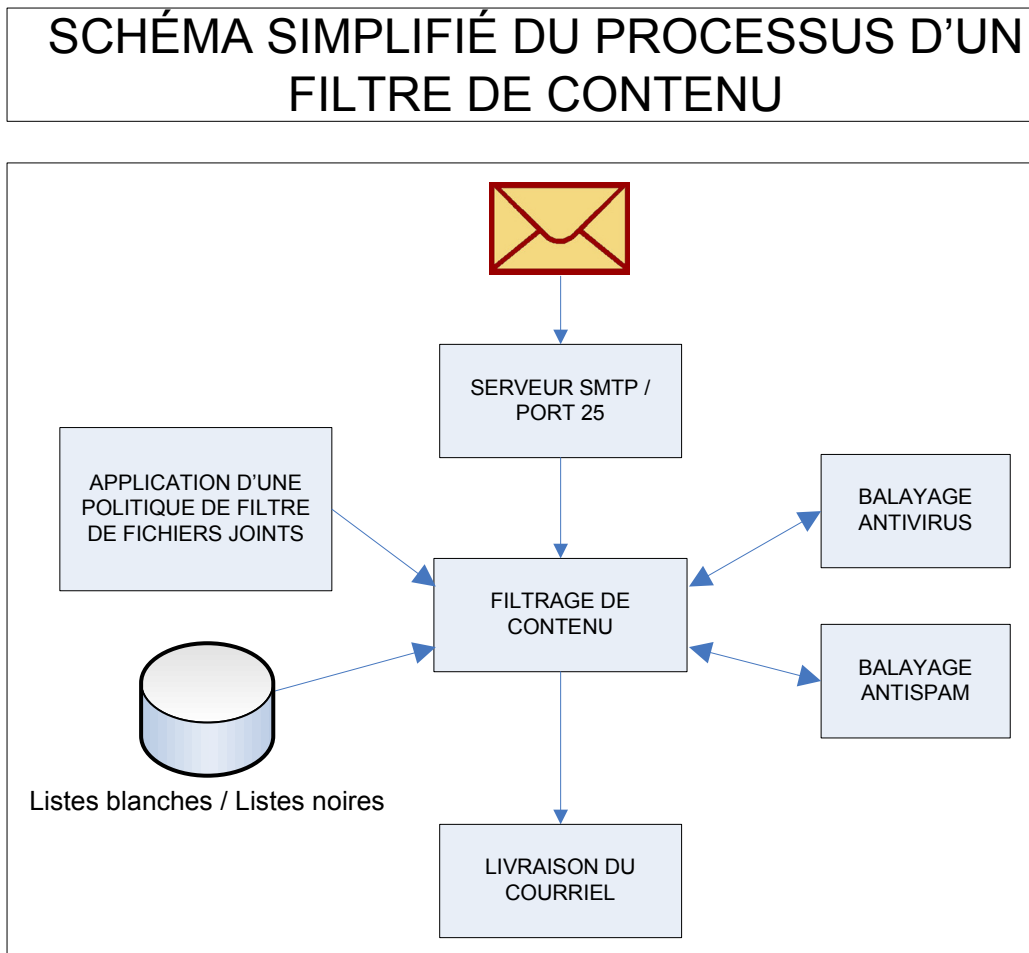 SCHÉMA SIMPLIFIÉ DU PROCESSUS D’UN
FILTRE DE CONTENU
SERVEUR SMTP /
PORT 25
APPLICATION D’UNE
POLITIQUE DE FILTRE
DE FICHIERS JOINTS
BALAYAGE
ANTIVIRUS
FILTRAGE DE
CONTENU
BALAYAGE
ANTISPAM
Listes blanches / Listes noires
LIVRAISON DU
COURRIEL